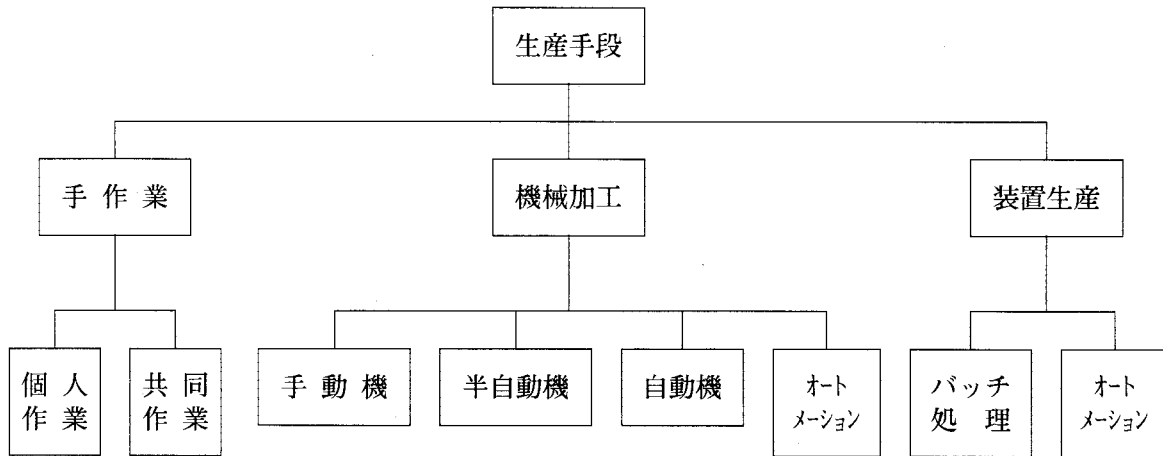 生産手段
手作業
機械加工
装置生産
個人
作業
共同
作業
手動機
半自動機
自動機
オート
メーション
バッチ
処理
オート
メーション